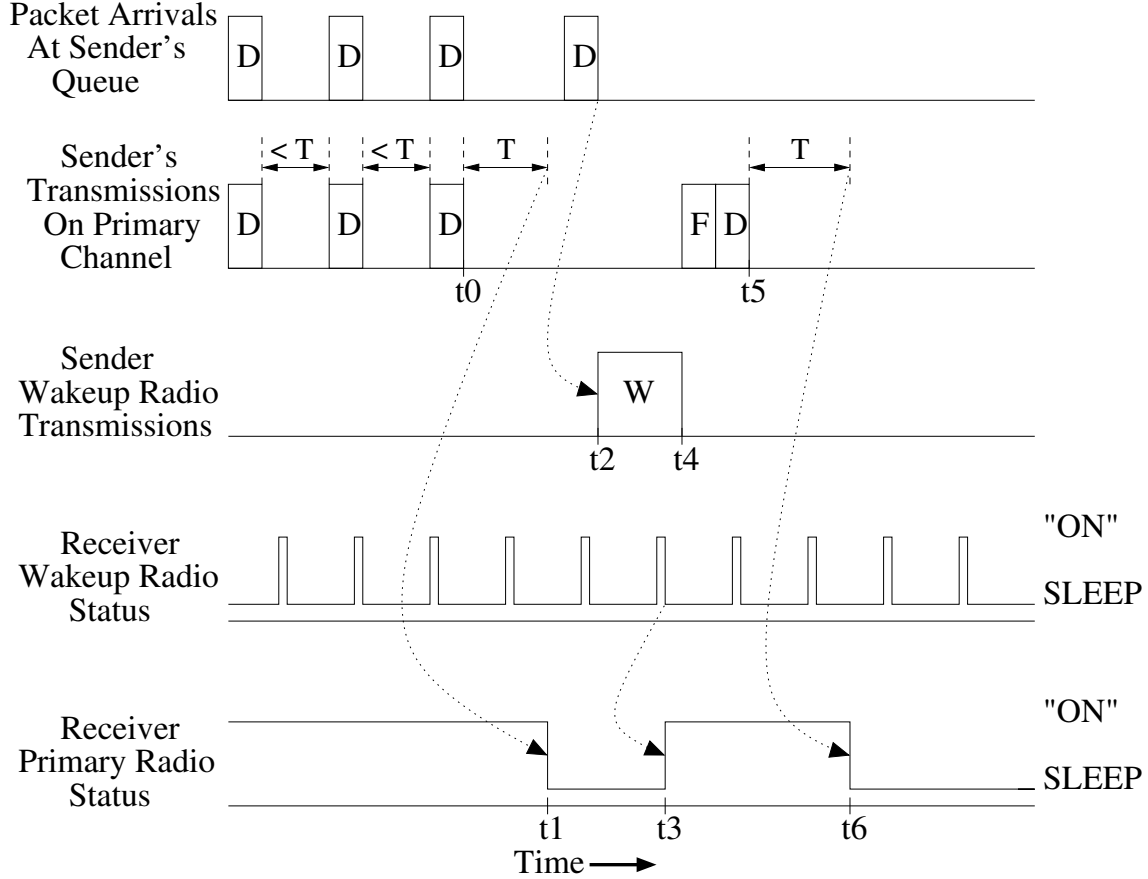 Packet Arrivals
At Sender's
Queue
D D D D
Sender's
Transmissions
On Primary
Channel
< T < T T T
D D D F D
t0 t5
Sender
Wakeup Radio
Transmissions
W
t2 t4
Receiver
Wakeup Radio
Status
"ON"
SLEEP
Receiver
Primary Radio
Status
"ON"
SLEEP
t1 t3 t6
Time